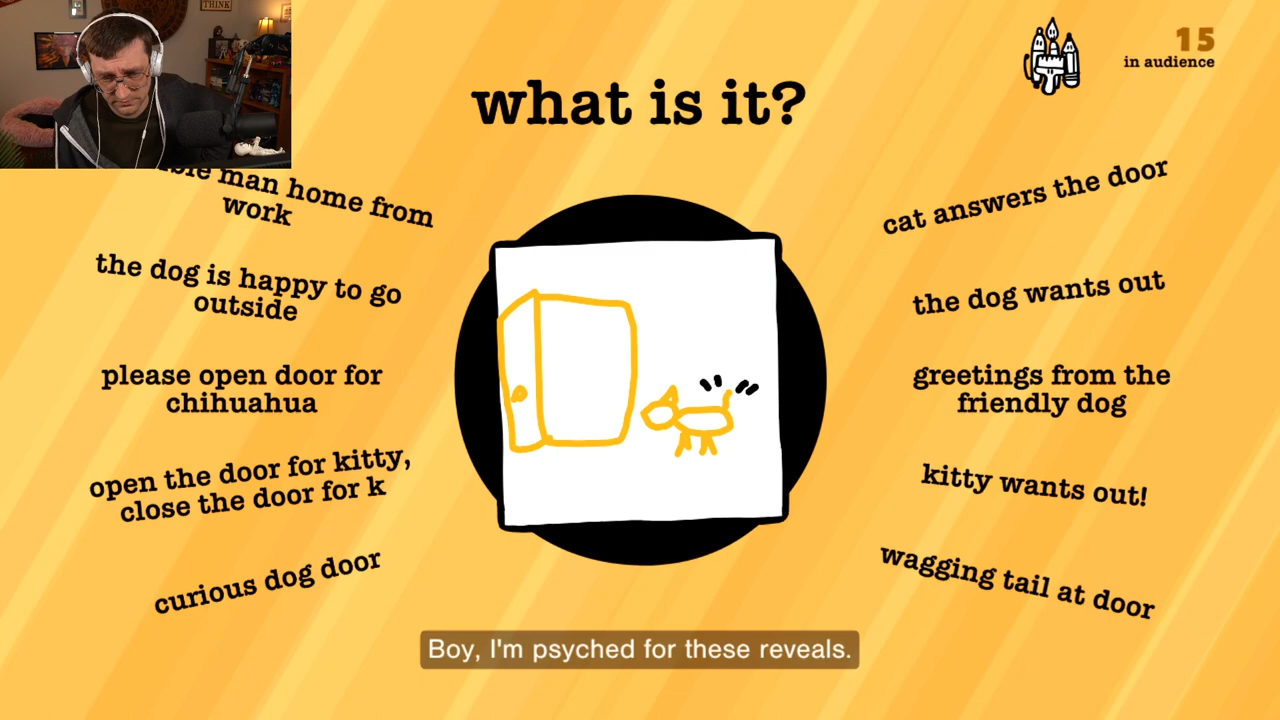 THINK
15
in audience
what is it?
man home from
work
the dog is happy to go
outside
please open door for
chihuahua
open the door for kitty,
close the door for k
curious dog door
cat answers the door
the dog wants out
greetings from the
friendly dog
kitty wants out!
wagging tail at door
Boy, I'm psyched for these reveals.